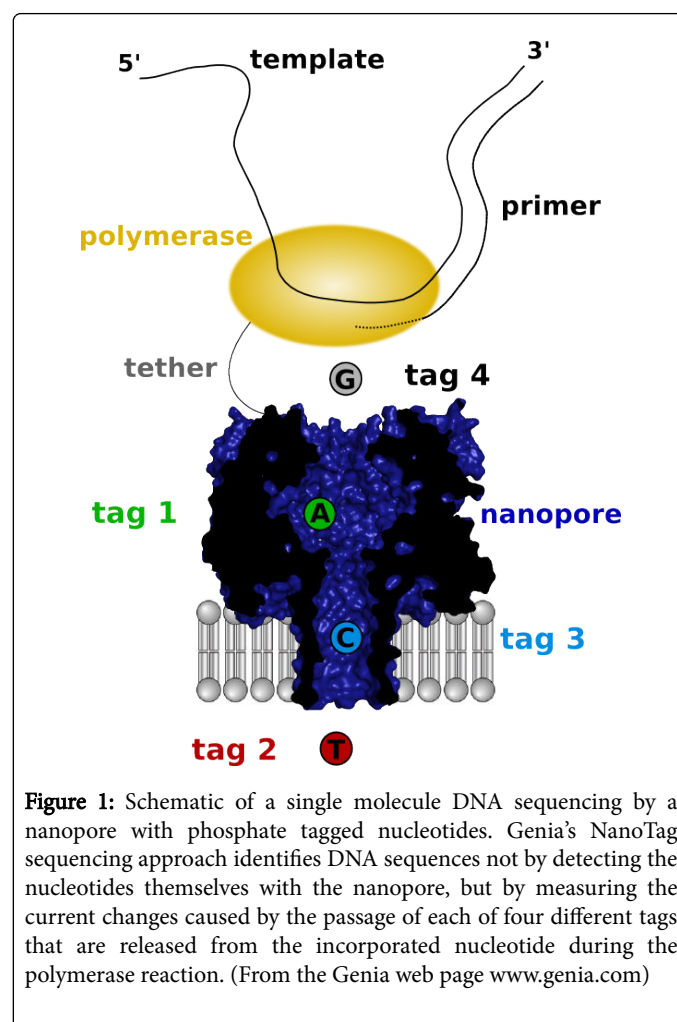 5'
template
3'
primer
polymerase
tether
G
tag 4
tag 1
A
nanopore
C
tag 3
tag 2
T
Figure 1: Schematic of a single molecule DNA sequencing by a
nanopore with phosphate tagged nucleotides. Genia's NanoTag
sequencing approach identifies DNA sequences not by detecting the
nucleotides themselves with the nanopore, but by measuring the
current changes caused by the passage of each of four different tags
that are released from the incorporated nucleotide during the
polymerase reaction. (From the Genia web page www.genia.com)